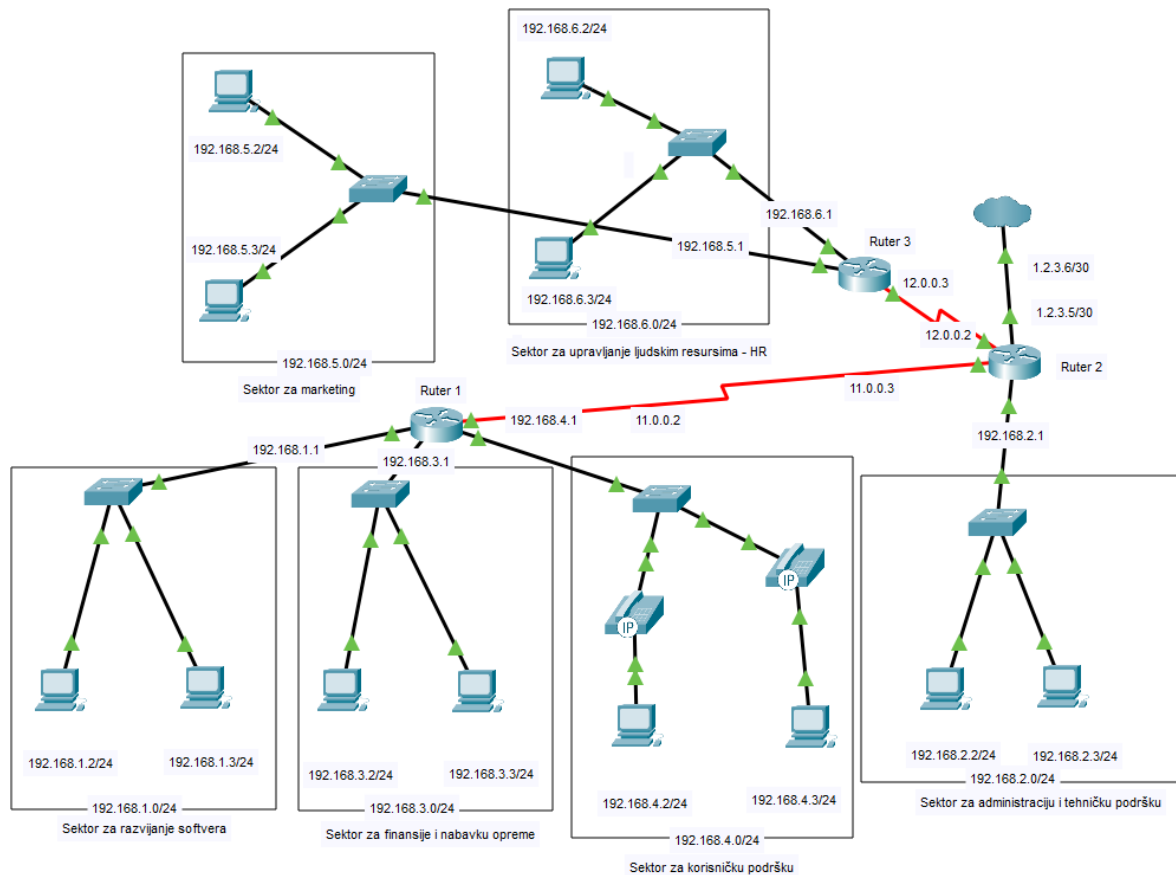 192.168.6.2/24
192.168.5.2/24
192.168.6.1
192.168.5.3/24
192.168.5.1
Ruter 3
1.2.3.6/30
12.0.0.3
192.168.6.3/24
1.2.3.5/30
192.168.6.0/24
12.0.0.2
Sektor za upravljanje ljudskim resursima - HR
192.168.5.0/24
Ruter 2
Sektor za marketing
Ruter 1
11.0.0.3
192.168.4.1
11.0.0.2
192.168.2.1
192.168.1.1
192.168.3.1
IP
IP
192.168.1.2/24
192.168.1.3/24
192.168.3.2/24
192.168.3.3/24
192.168.4.2/24
192.168.4.3/24
192.168.2.2/24
192.168.2.3/24
192.168.2.0/24
192.168.1.0/24
192.168.3.0/24
Sektor za administraciju i tehničku podršku
Sektor za razvijanje softvera
Sektor za finansije i nabavku opreme
192.168.4.0/24
Sektor za korisničku podršku